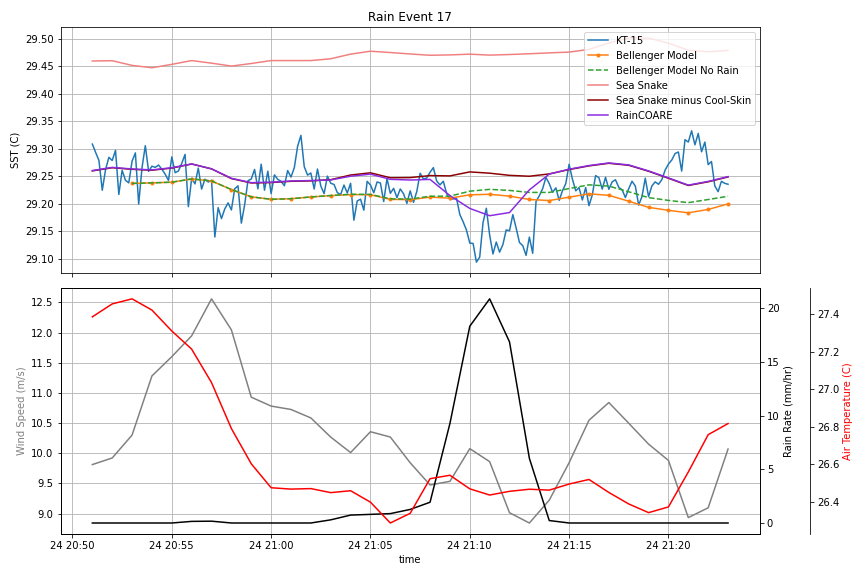 Rain Event 17
29.50
29.45
29.40
29.35
29.30
29.25
29.20
29.15
29.10
SST (C)
KT-15
Bellenger Model
Bellenger Model No Rain
Sea Snake
Sea Snake minus Cool-Skin
RainCOARE
12.5
12.0
11.5
11.0
10.5
10.0
9.5
9.0
Wind Speed (m/s)
20
15
10
5
0
Rain Rate (mm/hr)
27.4
27.2
27.0
26.8
26.6
26.4
Air Temperature (C)
24 20:50
24 20:55
24 21:00
24 21:05
24 21:10
24 21:15
24 21:20
time